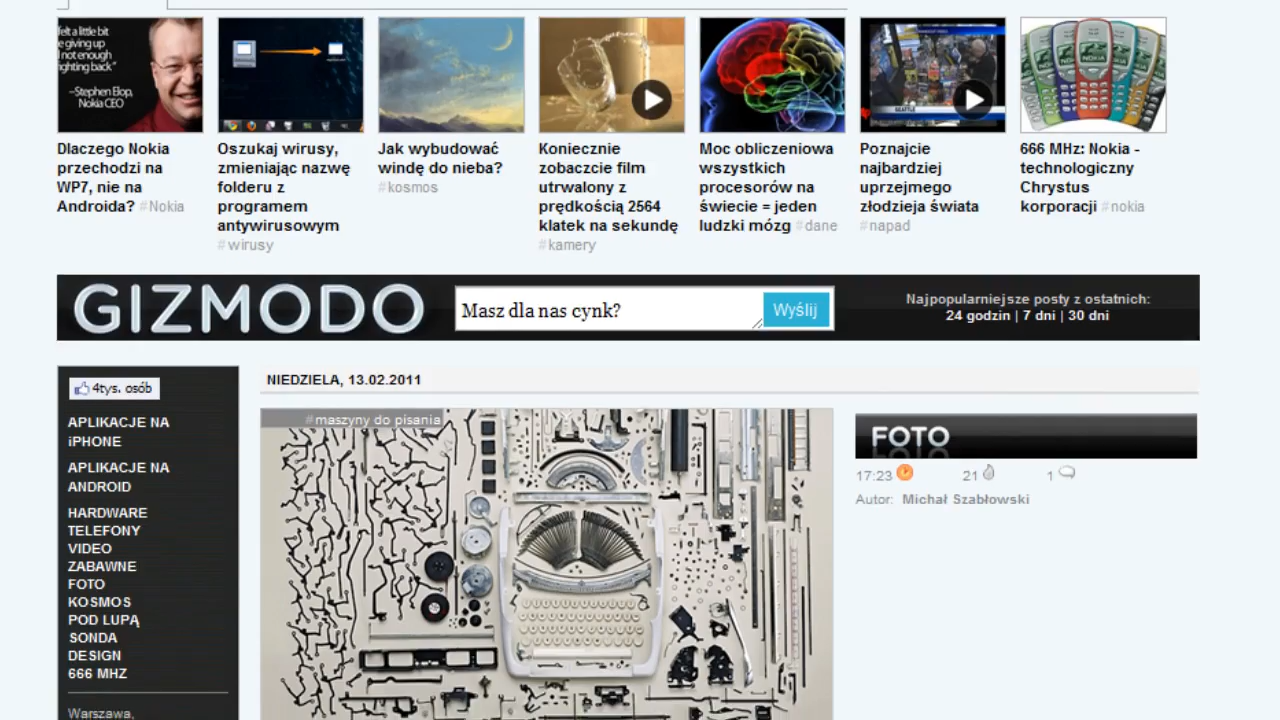 felt a little bit
e giving up
not enough
ighting back"
–Stephen Elop,
Nokia CEO
NOKIA
SEATTLE
Dlaczego Nokia
przechodzi na
WP7, nie na
Androida? #Nokia
Oszukaj wirusy,
zmieniając nazwę
folderu z
programem
antywirusowym
#wirusy
Jak wybudować
windę do nieba?
#kosmos
Koniecznie
zobaczcie film
utrwalony z
prędkością 2564
klatek na sekundę
#kamery
Moc obliczeniowa
wszystkich
procesorów na
świecie = jeden
ludzki mózg #dane
Poznajcie
najbardziej
uprzejmego
złodzieja świata
#napad
666 MHz: Nokia -
technologiczny
Chrystus
korporacji #nokia
GIZMODO
Masz dla nas cynk?
Wyślij
Najpopularniejsze posty z ostatnich:
24 godzin | 7 dni | 30 dni
4tys. osób
APLIKACJE NA
iPHONE
APLIKACJE NA
ANDROID
HARDWARE
TELEFONY
VIDEO
ZABAWNE
FOTO
KOSMOS
POD LUPĄ
SONDA
DESIGN
666 MHZ
Warszawa,
NIEDZIELA, 13.02.2011
#maszyny do pisania
FOTO
17:23 21 1
Autor: Michał Szabłowski